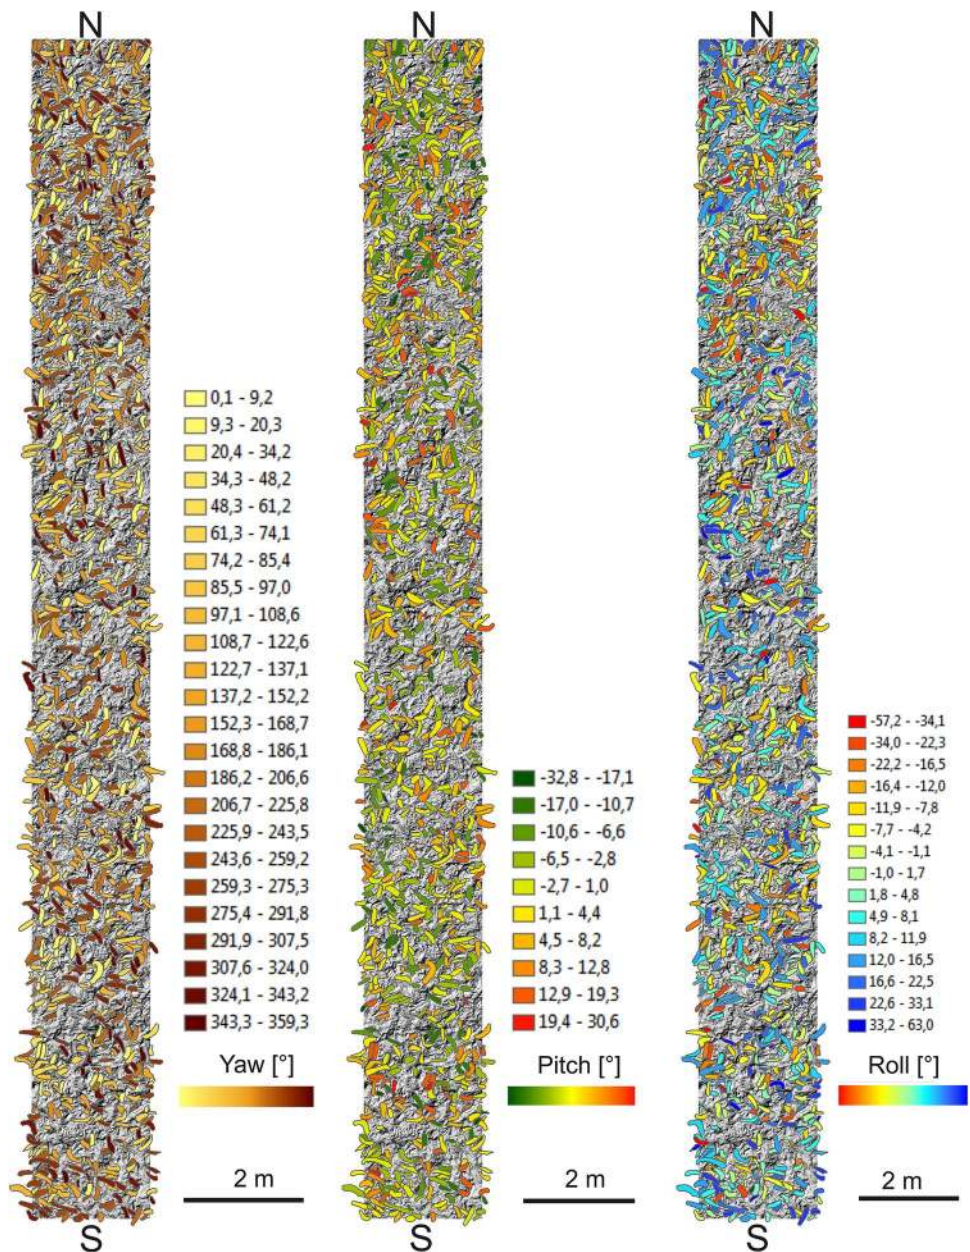 N
N
N
0,1 - 9,2
9,3 - 20,3
20,4 - 34,2
34,3 - 48,2
48,3 - 61,2
61,3 - 74,1
74,2 - 85,4
85,5 - 97,0
97,1 - 108,6
108,7 - 122,6
122,7 - 137,1
137,2 - 152,2
152,3 - 168,7
168,8 - 186,1
186,2 - 206,6
206,7 - 225,8
225,9 - 243,5
243,6 - 259,2
259,3 - 275,3
275,4 - 291,8
291,9 - 307,5
307,6 - 324,0
324,1 - 343,2
343,3 - 359,3
Yaw [°]
2 m
-32,8 - -17,1
-17,0 - -10,7
-10,6 - -6,6
-6,5 - -2,8
-2,7 - 1,0
1,1 - 4,4
4,5 - 8,2
8,3 - 12,8
12,9 - 19,3
19,4 - 30,6
Pitch [°]
2 m
-57,2 - -34,1
-34,0 - -22,3
-22,2 - -16,5
-16,4 - -12,0
-11,9 - -7,8
-7,7 - -4,2
-4,1 - -1,1
-1,0 - 1,7
1,8 - 4,8
4,9 - 8,1
8,2 - 11,9
12,0 - 16,5
16,6 - 22,5
22,6 - 33,1
33,2 - 63,0
Roll [°]
2 m
S
S
S